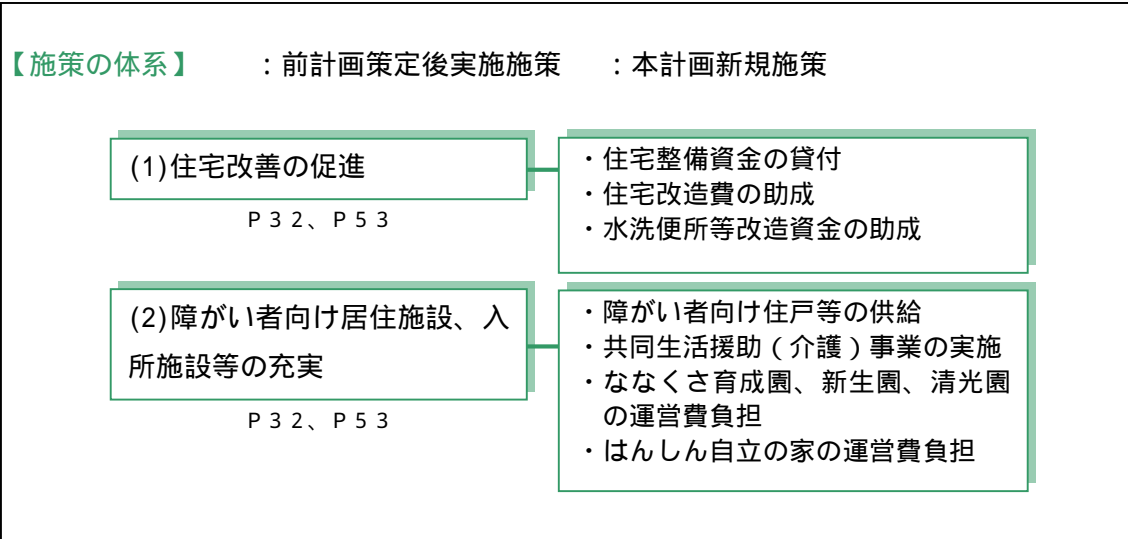 【施策の体系】 ：前計画策定後実施施策 ：本計画新規施策
(1)住宅改善の促進
Ｐ３２、Ｐ５３
・住宅整備資金の貸付
・住宅改造費の助成
・水洗便所等改造資金の助成
(2)障がい者向け居住施設、入
所施設等の充実
Ｐ３２、Ｐ５３
・障がい者向け住戸等の供給
・共同生活援助（介護）事業の実施
・ななくさ育成園、新生園、清光園
の運営費負担
・はんしん自立の家の運営費負担